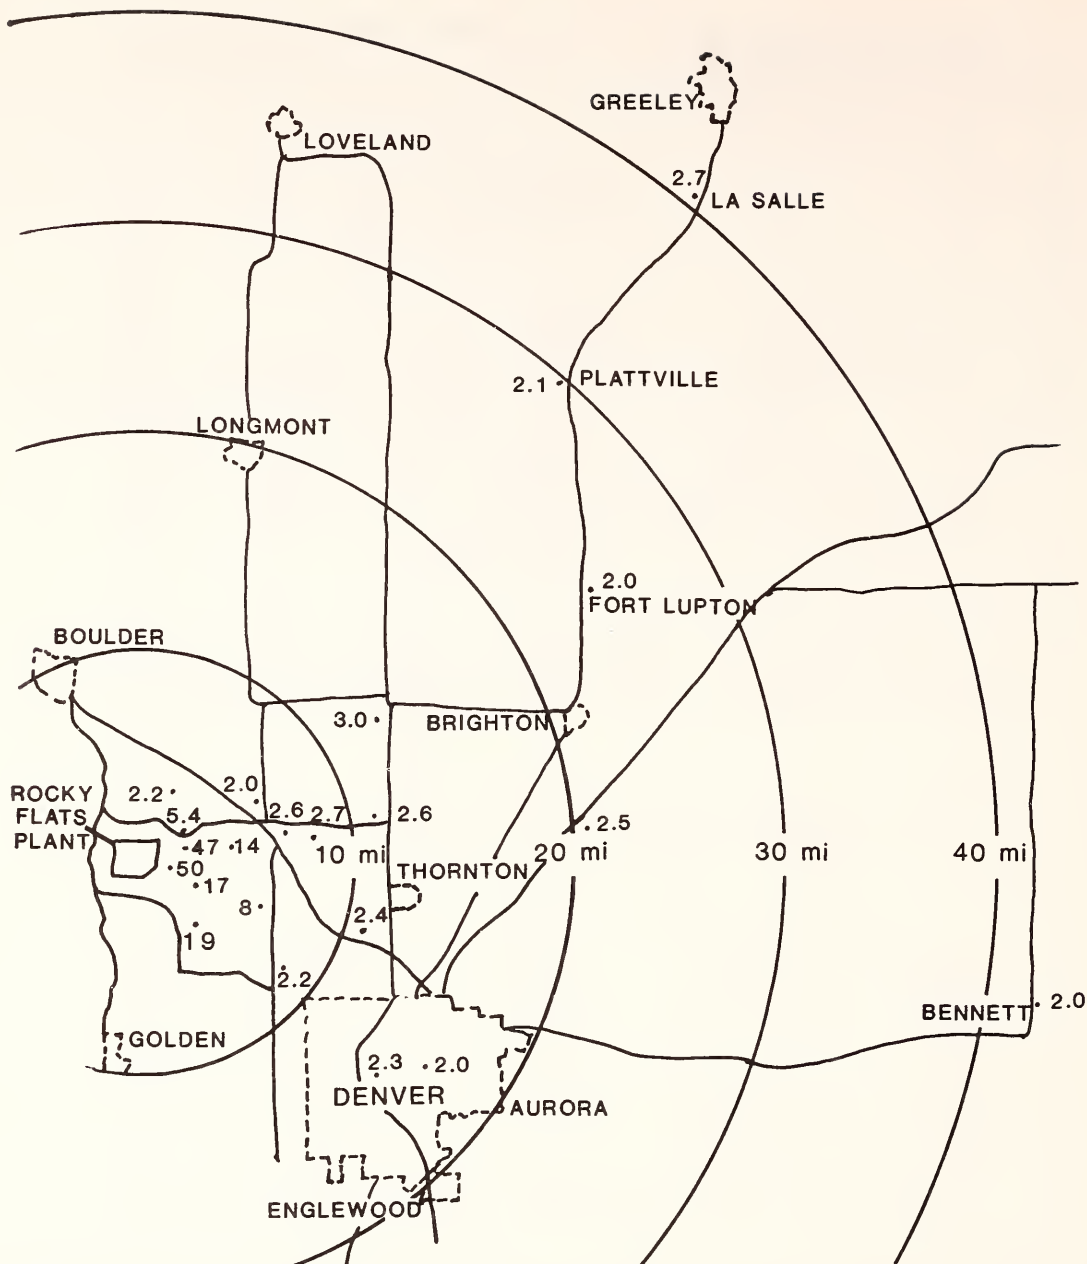 GREELEY
LOVELAND
2.7
LA SALLE
2.1
PLATTVILLE
LONGMONT
2.0
FORT LUPTON
BOULDER
3.0
BRIGHTON
ROCKY
FLATS
PLANT
2.2
2.0
5.4
2.6
2.7
2.6
2.5
47
14
10 mi
20 mi
30 mi
40 mi
50
THORNTON
17
8
2.4
19
2.2
BENNETT
2.0
GOLDEN
2.3
2.0
DENVER
AURORA
ENGLEWOOD